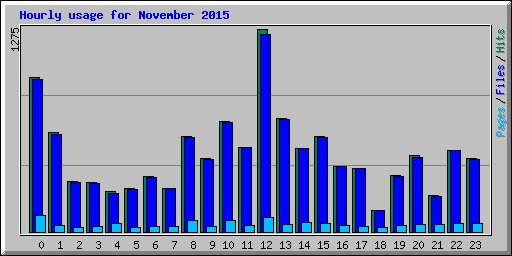 Hourly usage for November 2015
1275
Pages / Files / Hits
0 1 2 3 4 5 6 7 8 9 10 11 12 13 14 15 16 17 18 19 20 21 22 23